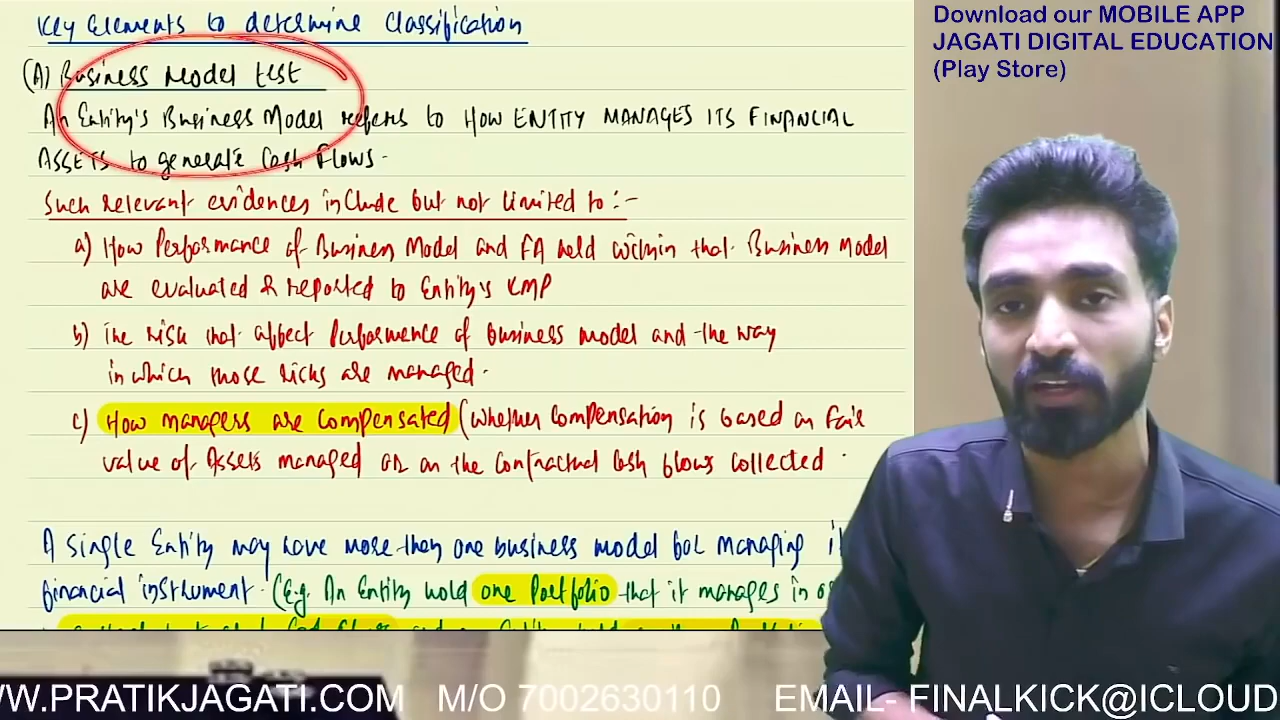 Key Elements to determine Classification
(A) Business Model test
An Entity's Business Model refers to HOW ENTITY MANAGES ITS FINANCIAL
ASSETS to generate Cash Flows.
Such relevant evidences include but not limited to :-
a) How Performance of Business Model and FA held within that Business Model
are evaluated & reported to Entity's KMP
b) The risk that affect Performance of business model and the way
in which those risks are managed.
c) How managers are compensated (whether compensation is based on Fair
value of Assets managed OR on the contractual cash flows collected
A single Entity may have more than one business model for managing
financial instrument. (E.g. An Entity hold one Portfolio that it manages in
Download our MOBILE APP
JAGATI DIGITAL EDUCATION
(Play Store)
WW.PRATIKJAGATI.COM M/O 7002630110 EMAIL- FINALKICK@ICLOUD